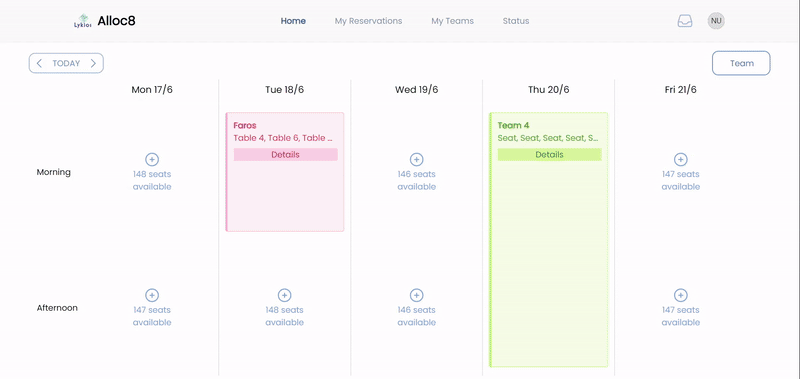 Lykios Alloc8 Home My Reservations My Teams Status NU
TODAY Team
Mon 17/6 Tue 18/6 Wed 19/6 Thu 20/6 Fri 21/6
Faros
Table 4, Table 6, Table ...
Details
Team 4
Seat, Seat, Seat, Seat, S...
Details
Morning
148 seats
available
146 seats
available
147 seats
available
Afternoon
147 seats
available
148 seats
available
146 seats
available
147 seats
available